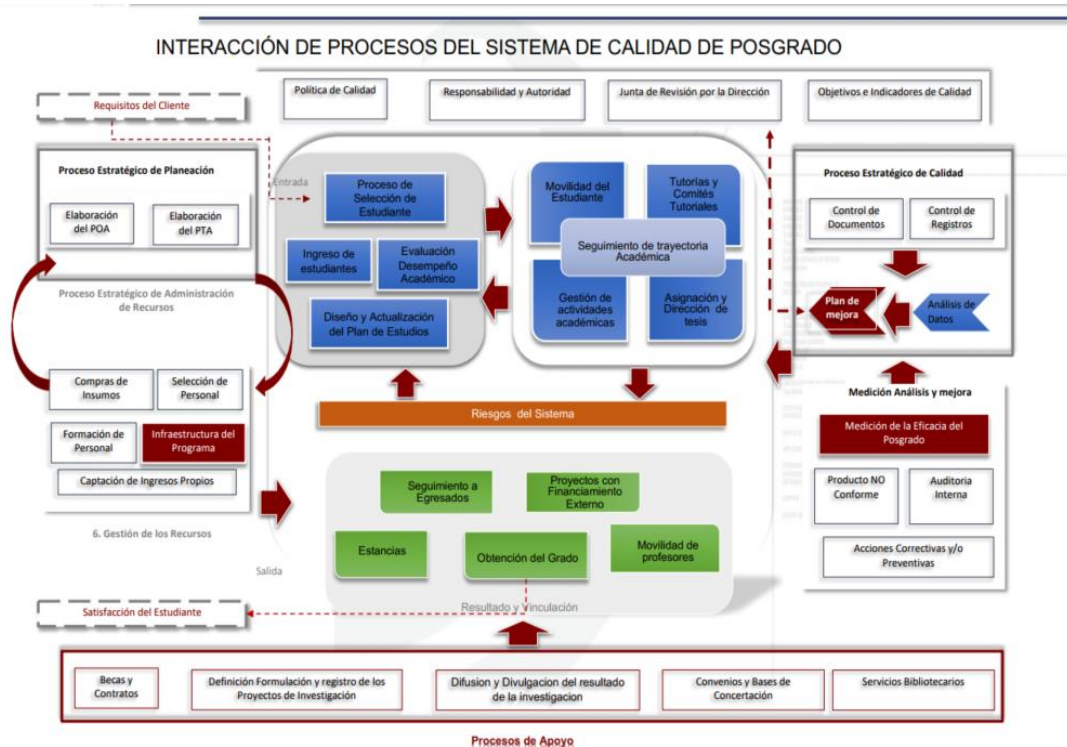 INTERACCIÓN DE PROCESOS DEL SISTEMA DE CALIDAD DE POSGRADO
Política de Calidad
Responsabilidad y Autoridad
Junta de Revisión por la Dirección
Objetivos e Indicadores de Calidad
Requisitos del Cliente
Proceso Estratégico de Planeación
Elaboración
del POA
Elaboración
del PTA
Proceso Estratégico de Administración
de Recursos
Compras de
Insumos
Selección de
Personal
Formación de
Personal
Infraestructura del
Programa
Captación de Ingresos Propios
6. Gestión de los Recursos
Entrada
Proceso de
Selección de
Estudiante
Ingreso de
estudiantes
Evaluación
Desempeño
Académico
Diseño y Actualización
del Plan de Estudios
Movilidad del
Estudiante
Tutorías y
Comités
Tutoriales
Seguimiento de trayectoria
Académica
Gestión de
actividades
académicas
Asignación y
Dirección de
tesis
Riesgos del Sistema
Seguimiento a
Egresados
Proyectos con
Financiamiento
Externo
Estancias
Obtención del Grado
Movilidad de
profesores
Resultado y Vinculación
Salida
Satisfacción del Estudiante
Proceso Estratégico de Calidad
Control de
Documentos
Control de
Registros
Plan de
mejora
Análisis de
Datos
Medición Análisis y mejora
Medición de la Eficacia del
Posgrado
Producto NO
Conforme
Auditoria
Interna
Acciones Correctivas y/o
Preventivas
Becas y
Contratos
Definición Formulación y registro de los
Proyectos de Investigación
Difusion y Divulgacion del resultado
de la investigacion
Convenios y Bases de
Concertación
Servicios Bibliotecarios
Procesos de Apoyo